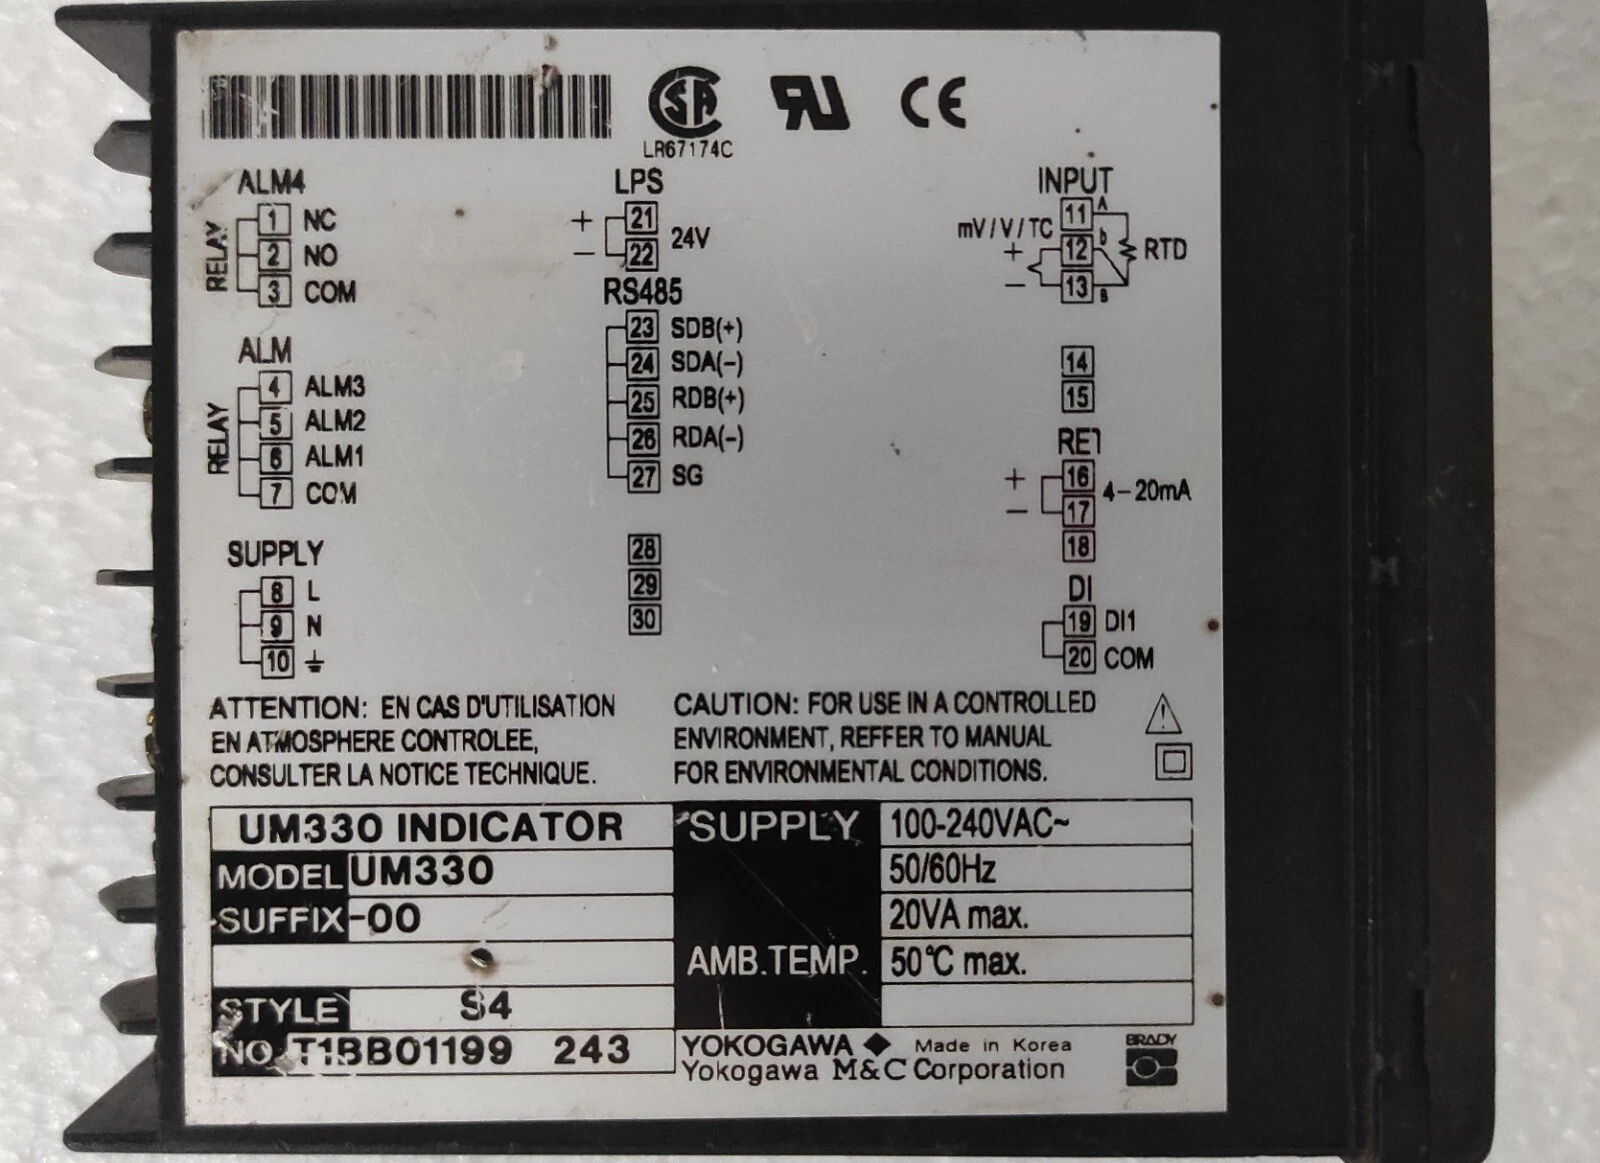 LR67174C
ALM4
RELAY
1 NC
2 NO
3 COM
ALM
RELAY
4 ALM3
5 ALM2
6 ALM1
7 COM
SUPPLY
8 L
9 N
10
LPS
+ 21 24V
- 22
RS485
23 SDB(+)
24 SDA(-)
25 RDB(+)
26 RDA(-)
27 SG
28
29
30
INPUT
mV/V/TC
11 A
+ 12 b RTD
- 13 B
14
15
RET
+ 16 4-20mA
- 17
18
DI
19 DI1
20 COM
ATTENTION: EN CAS D'UTILISATION
EN ATMOSPHERE CONTROLEE,
CONSULTER LA NOTICE TECHNIQUE.
CAUTION: FOR USE IN A CONTROLLED
ENVIRONMENT, REFFER TO MANUAL
FOR ENVIRONMENTAL CONDITIONS.
UM330 INDICATOR
MODEL UM330
SUFFIX -00
STYLE S4
NO. T1BB01199 243
SUPPLY 100-240VAC~
50/60Hz
20VA max.
AMB.TEMP. 50℃ max.
YOKOGAWA ◆ Made in Korea
Yokogawa M&C Corporation
BRADY